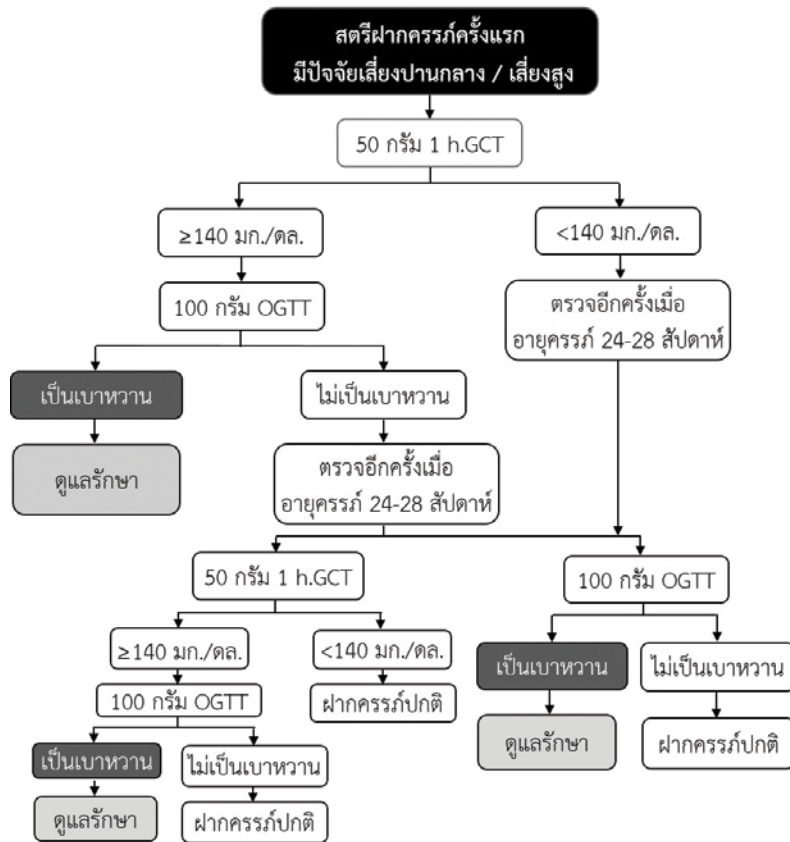 สตรีฝากครรภ์ครั้งแรก
มีปัจจัยเสี่ยงปานกลาง / เสี่ยงสูง
50 กรัม 1 h.GCT
≥140 มก./ดล.
<140 มก./ดล.
100 กรัม OGTT
ตรวจอีกครั้งเมื่อ
อายุครรภ์ 24-28 สัปดาห์
เป็นเบาหวาน
ไม่เป็นเบาหวาน
ดูแลรักษา
ตรวจอีกครั้งเมื่อ
อายุครรภ์ 24-28 สัปดาห์
50 กรัม 1 h.GCT
100 กรัม OGTT
≥140 มก./ดล.
<140 มก./ดล.
เป็นเบาหวาน
ไม่เป็นเบาหวาน
100 กรัม OGTT
ฝากครรภ์ปกติ
ดูแลรักษา
ฝากครรภ์ปกติ
เป็นเบาหวาน
ไม่เป็นเบาหวาน
ดูแลรักษา
ฝากครรภ์ปกติ